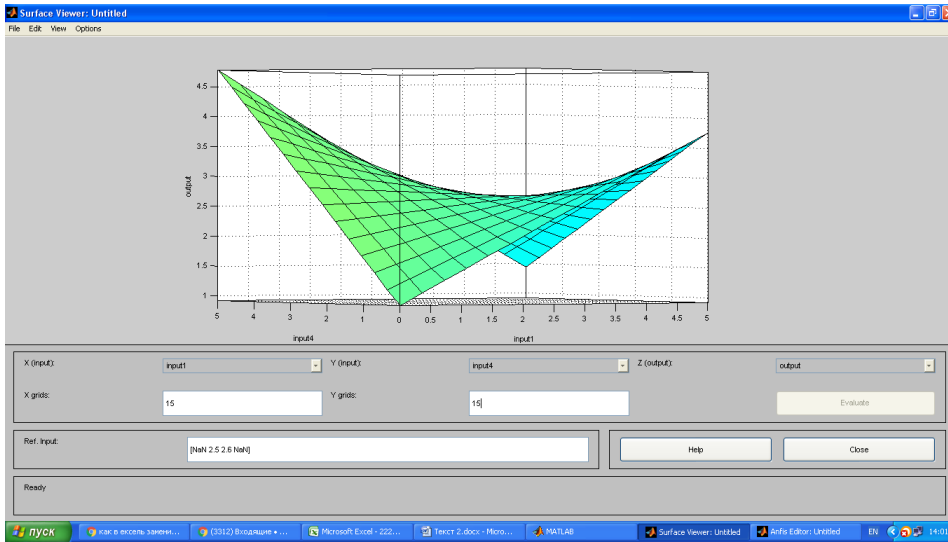 Surface Viewer: Untitled
File Edit View Options
4.5
4
3.5
3
2.5
2
1.5
1
output
5 4 3 2 1 0 0.5 1 1.5 2 2.5 3 3.5 4 4.5 5
input4 input1
X (input): input1 Y (input): input4 Z (output): output
X grids: 15 Y grids: 15 Evaluate
Ref. Input: [NaN 2.5 2.6 NaN] Help Close
Ready
пуск как в ексель замени... (3312) Входящие • ... Microsoft Excel - 222... Текст 2.docx - Micro... MATLAB Surface Viewer: Untitled Anfis Editor: Untitled EN 14:01